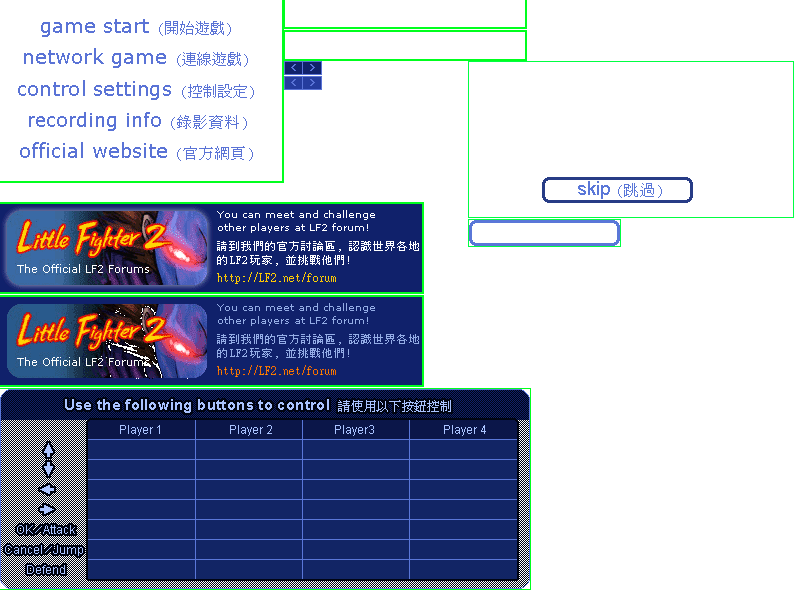 game start (開始遊戲)
network game (連線遊戲)
control settings (控制設定)
recording info (錄影資料)
official website (官方網頁)
< >
< >
skip (跳過)
Little Fighter 2
The Official LF2 Forums
You can meet and challenge
other players at LF2 forum!
請到我們的官方討論區, 認識世界各地
的LF2玩家, 並挑戰他們!
http://LF2.net/forum
Little Fighter 2
The Official LF2 Forums
You can meet and challenge
other players at LF2 forum!
請到我們的官方討論區, 認識世界各地
的LF2玩家, 並挑戰他們!
http://LF2.net/forum
Use the following buttons to control 請使用以下按鈕控制
Player 1 Player 2 Player3 Player 4
OK/Attack
Cancel/Jump
Defend